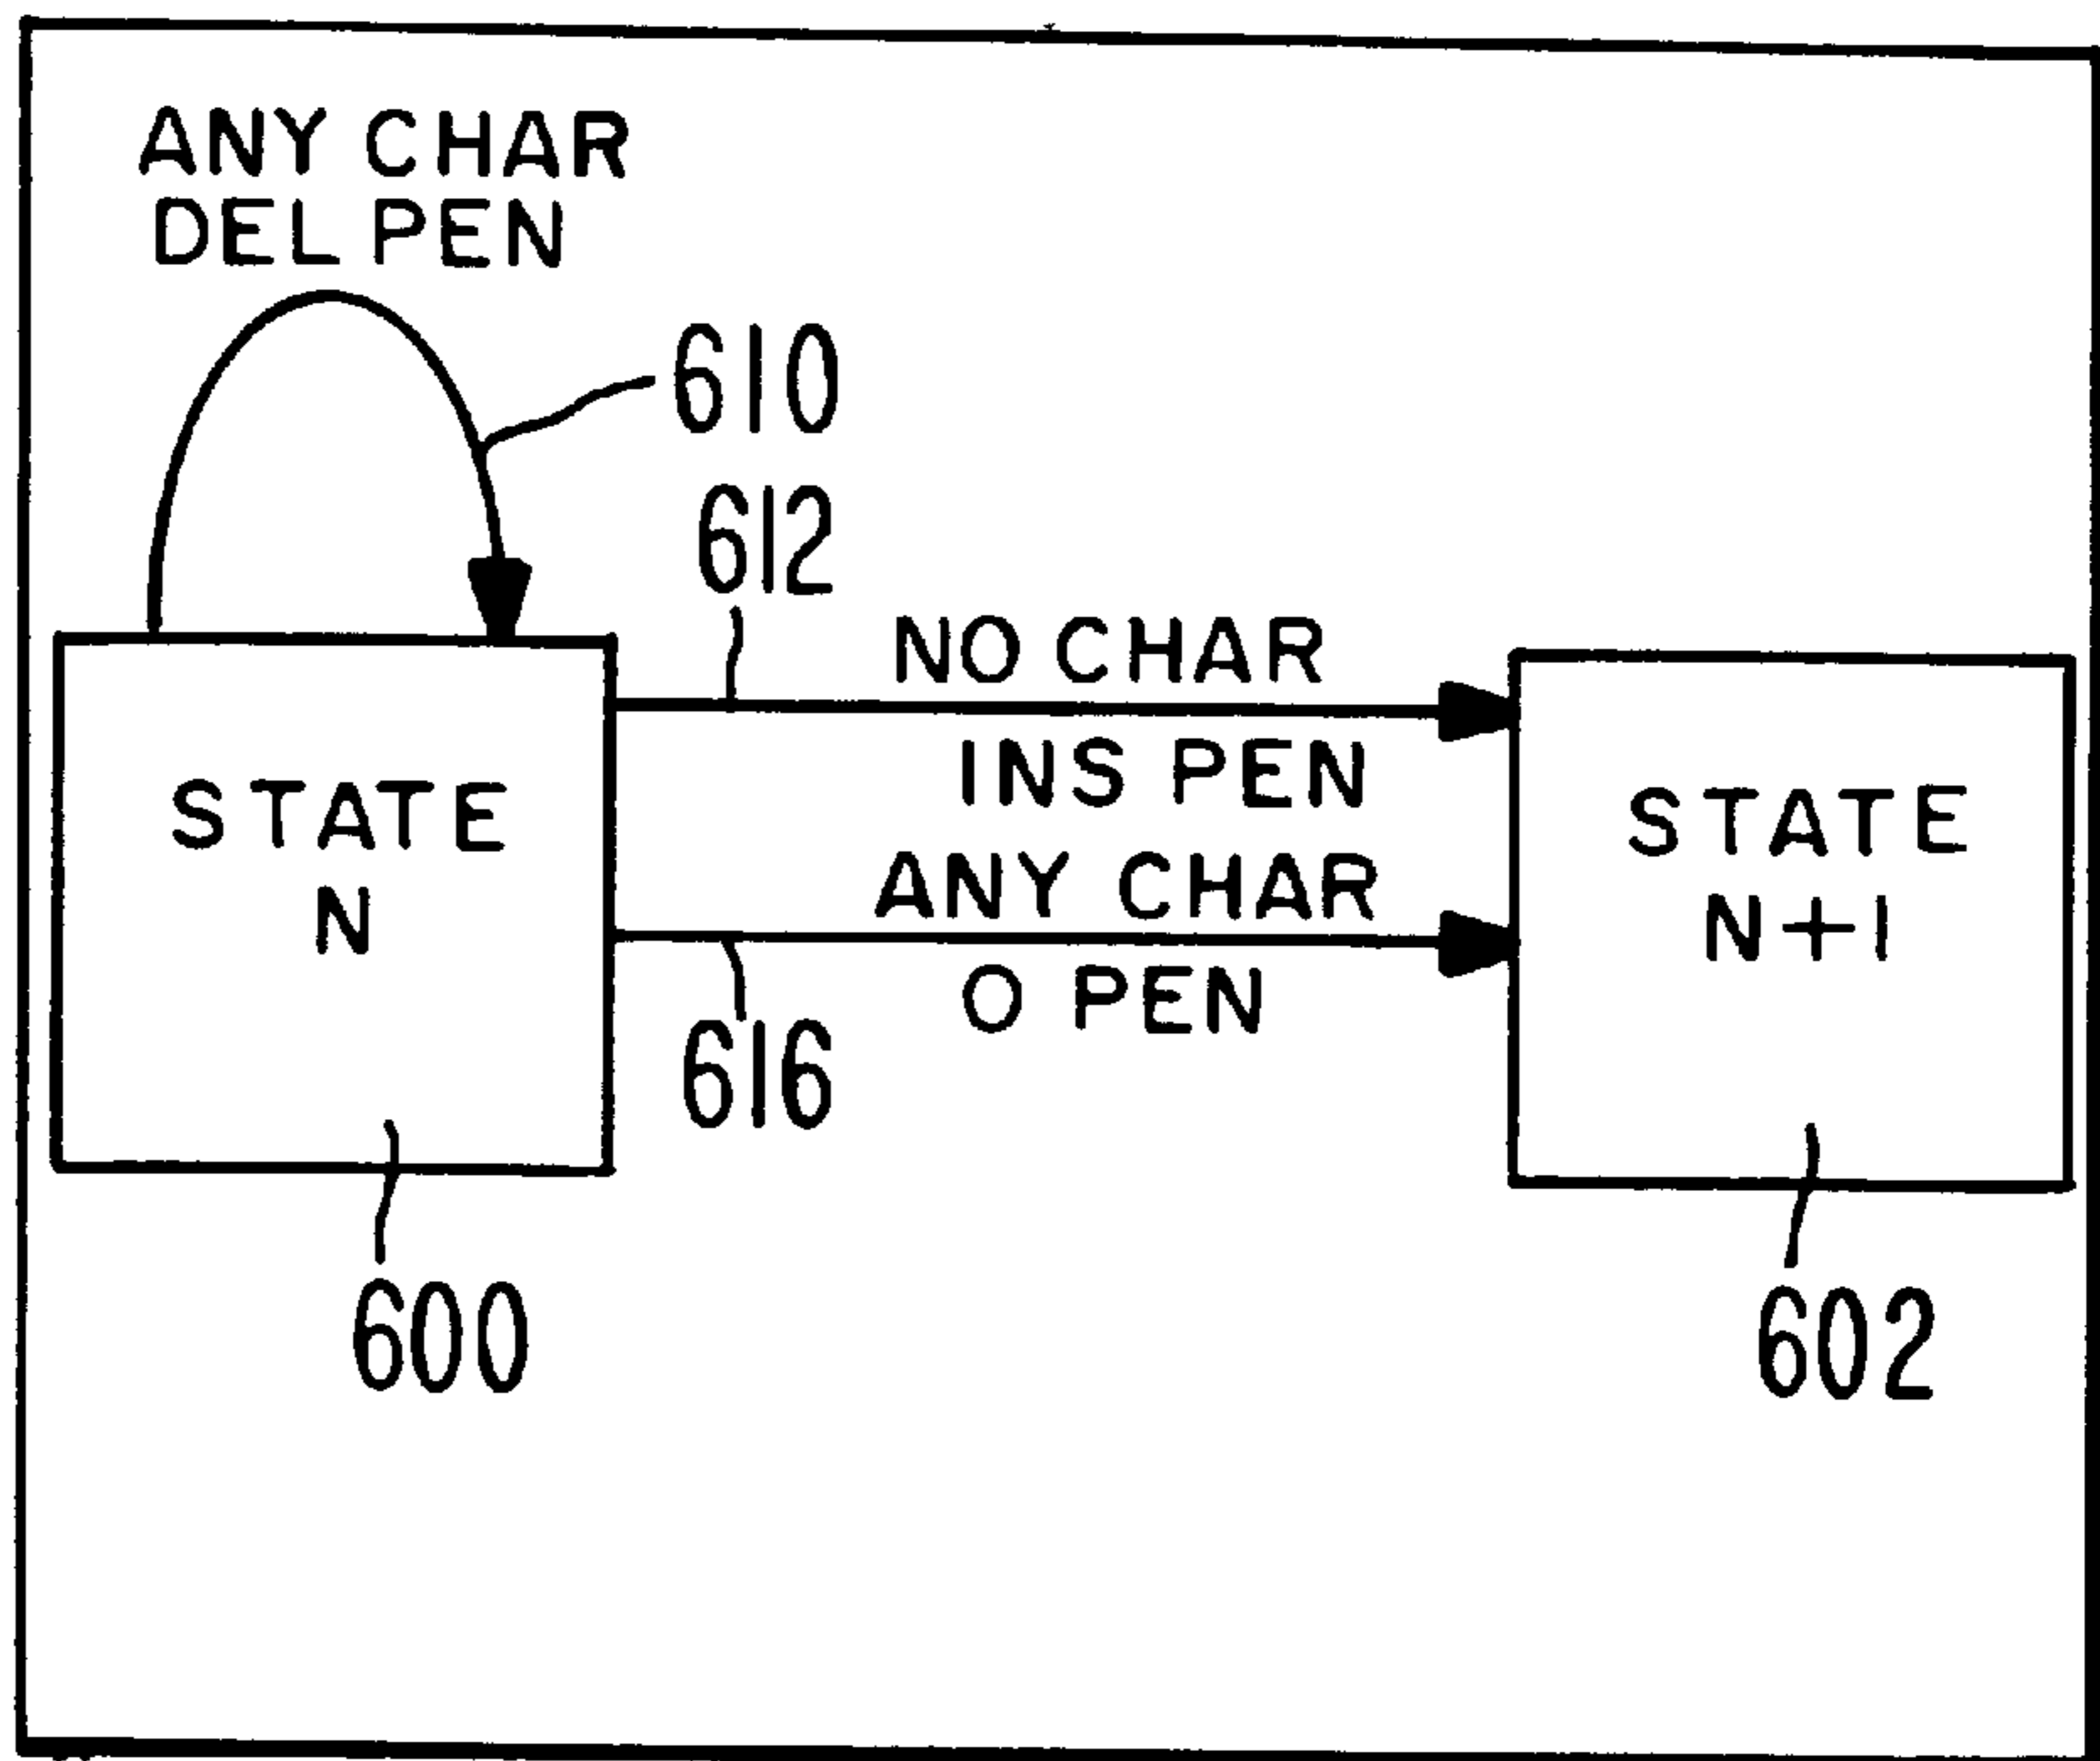 ANY CHAR
DEL PEN
610
612
NO CHAR
INS PEN
STATE
N
ANY CHAR
O PEN
616
STATE
N+1
600
602